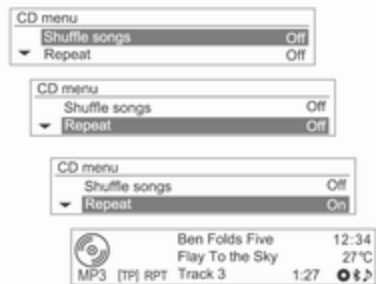 CD menu
Shuffle songs Off
Repeat Off
CD menu
Shuffle songs Off
Repeat Off
CD menu
Shuffle songs Off
Repeat On
Ben Folds Five 12:34
Flay To the Sky 27°C
MP3 [TP] RPT Track 3 1:27